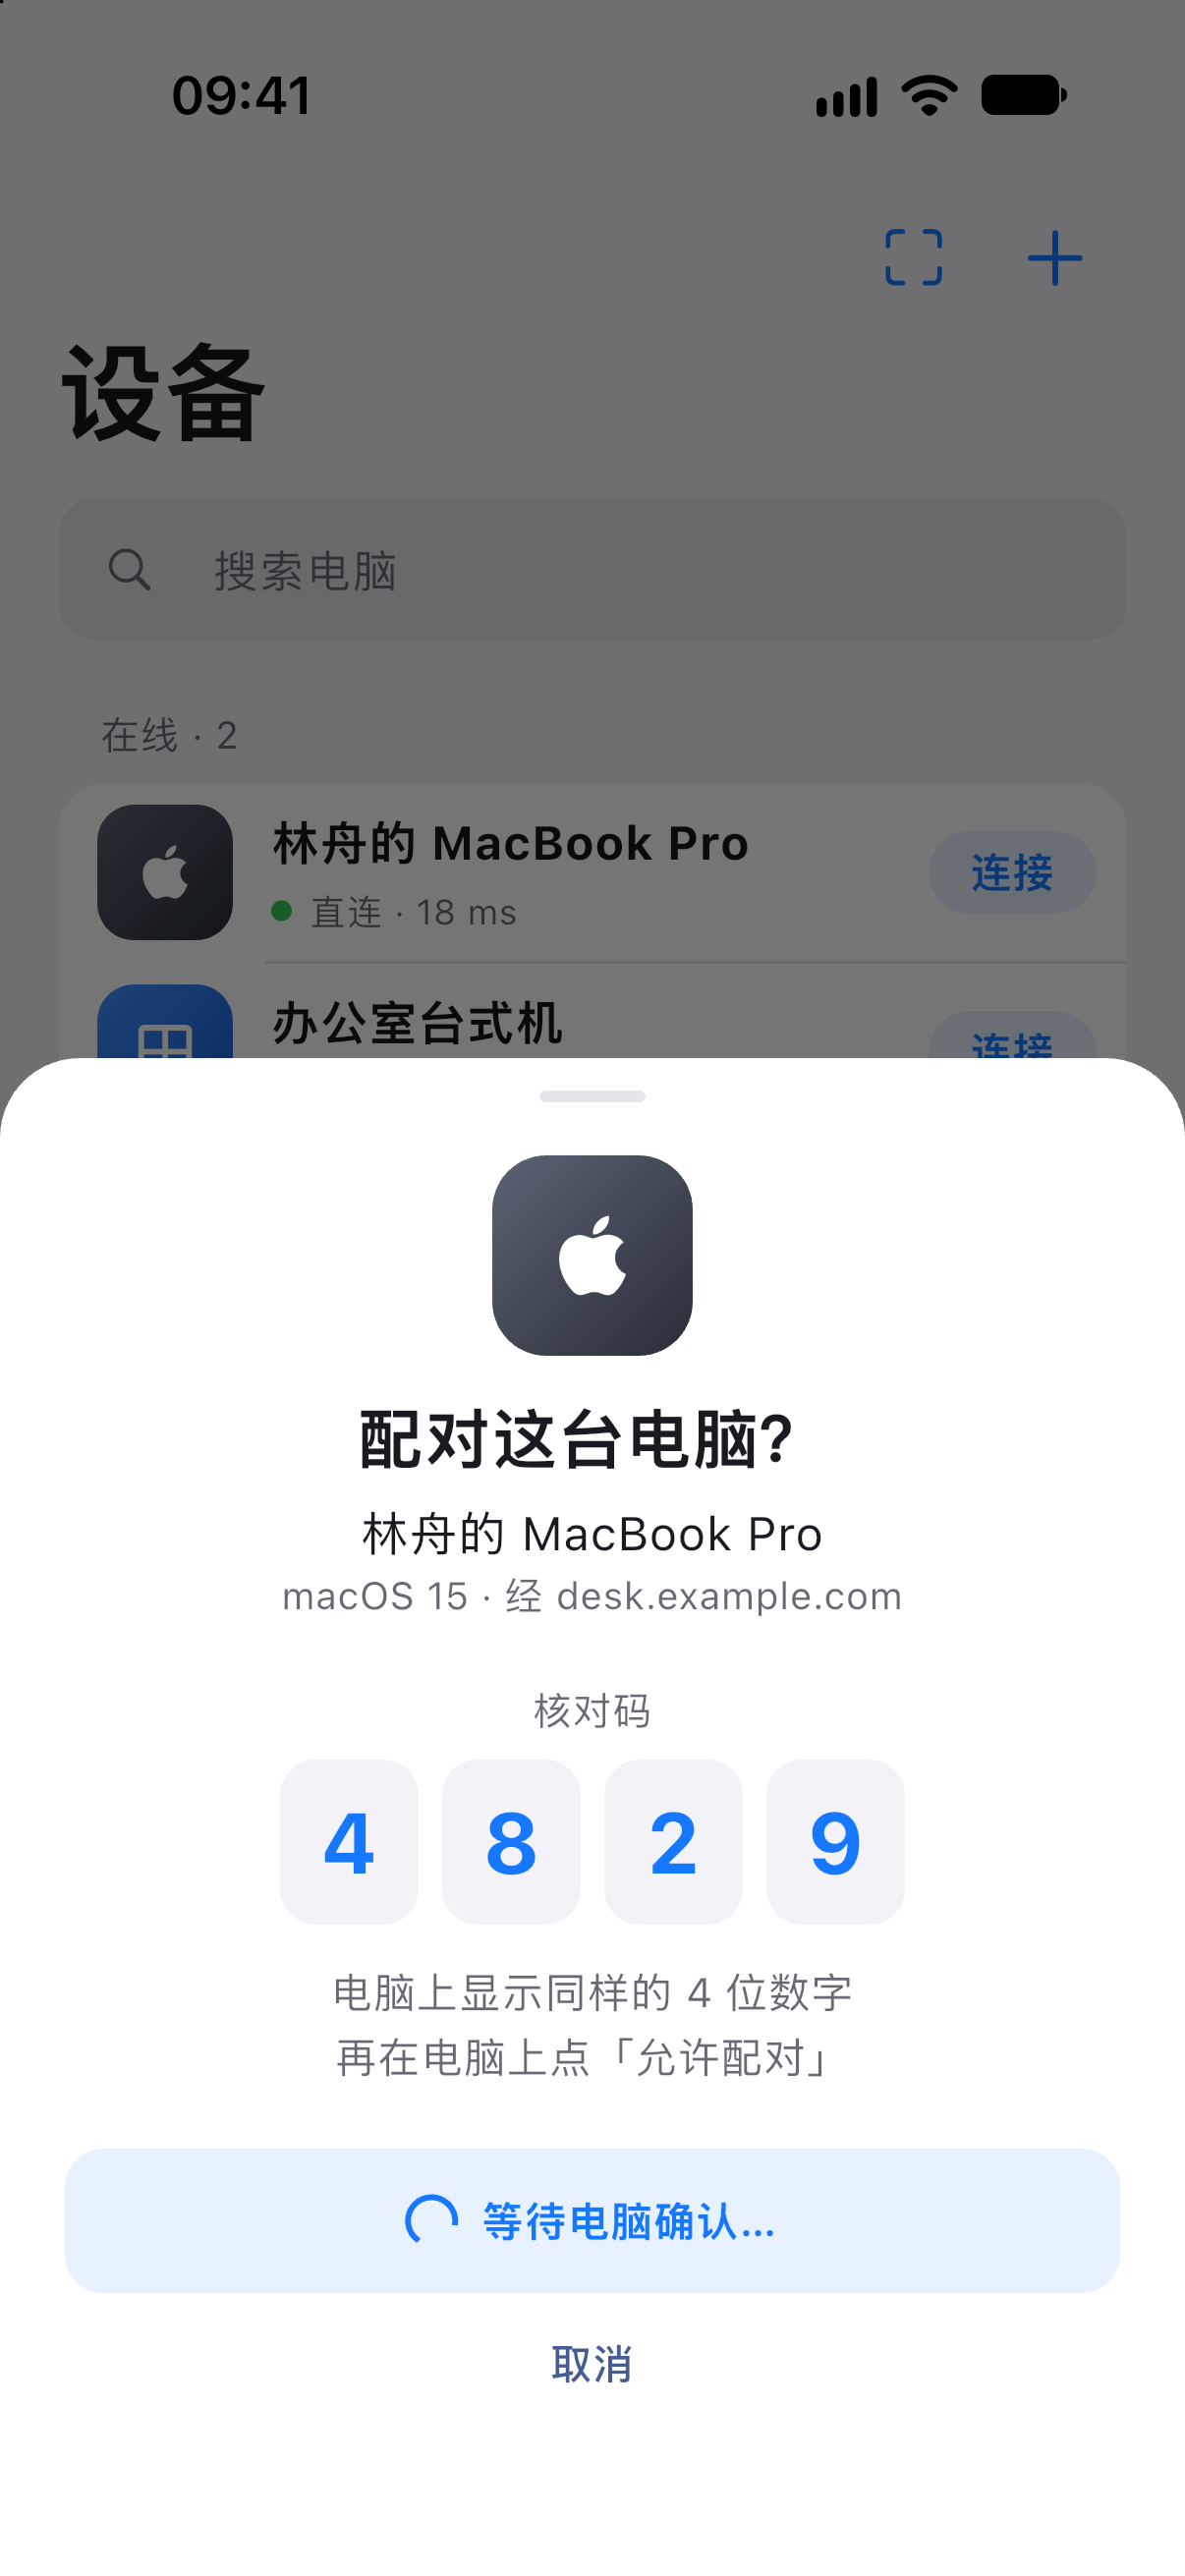 09:41
设备
搜索电脑
在线 · 2
林舟的 MacBook Pro
连接
直连 · 18 ms
办公室台式机
连接
配对这台电脑?
林舟的 MacBook Pro
macOS 15 · 经 desk.example.com
核对码
4 8 2 9
电脑上显示同样的 4 位数字
再在电脑上点「允许配对」
等待电脑确认...
取消